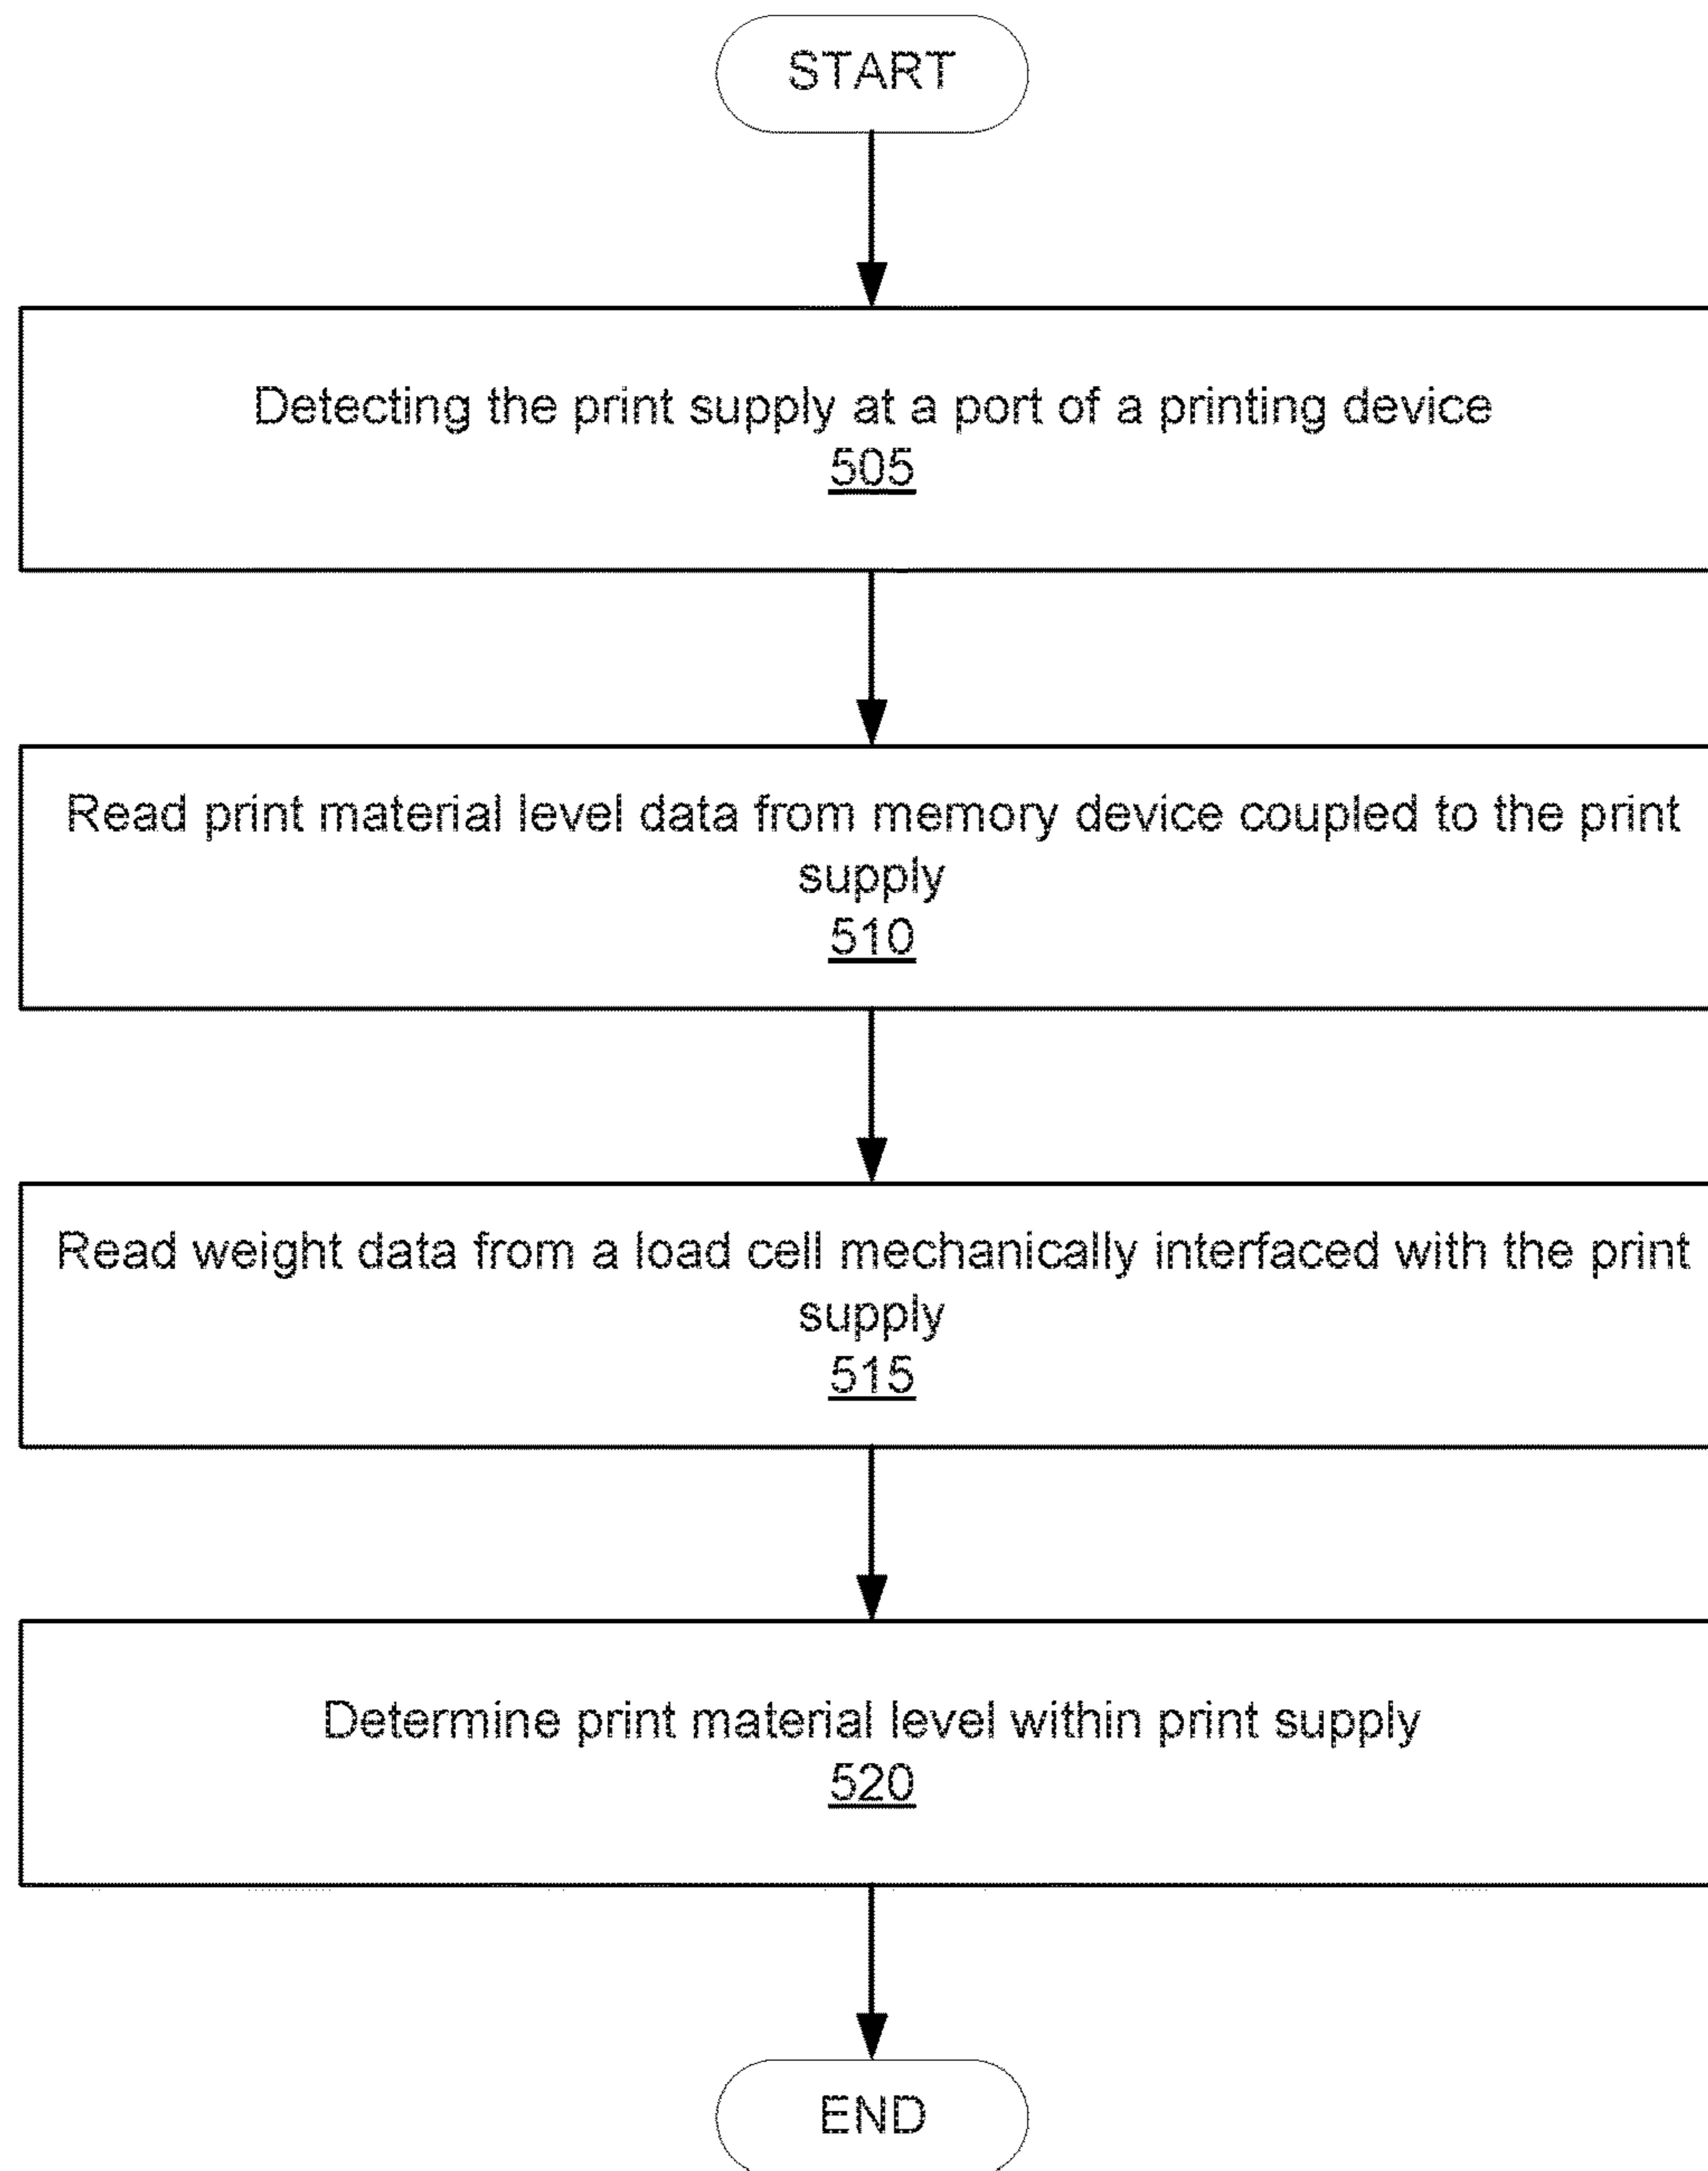 START
Detecting the print supply at a port of a printing device
505
Read print material level data from memory device coupled to the print
supply
510
Read weight data from a load cell mechanically interfaced with the print
supply
515
Determine print material level within print supply
520
END